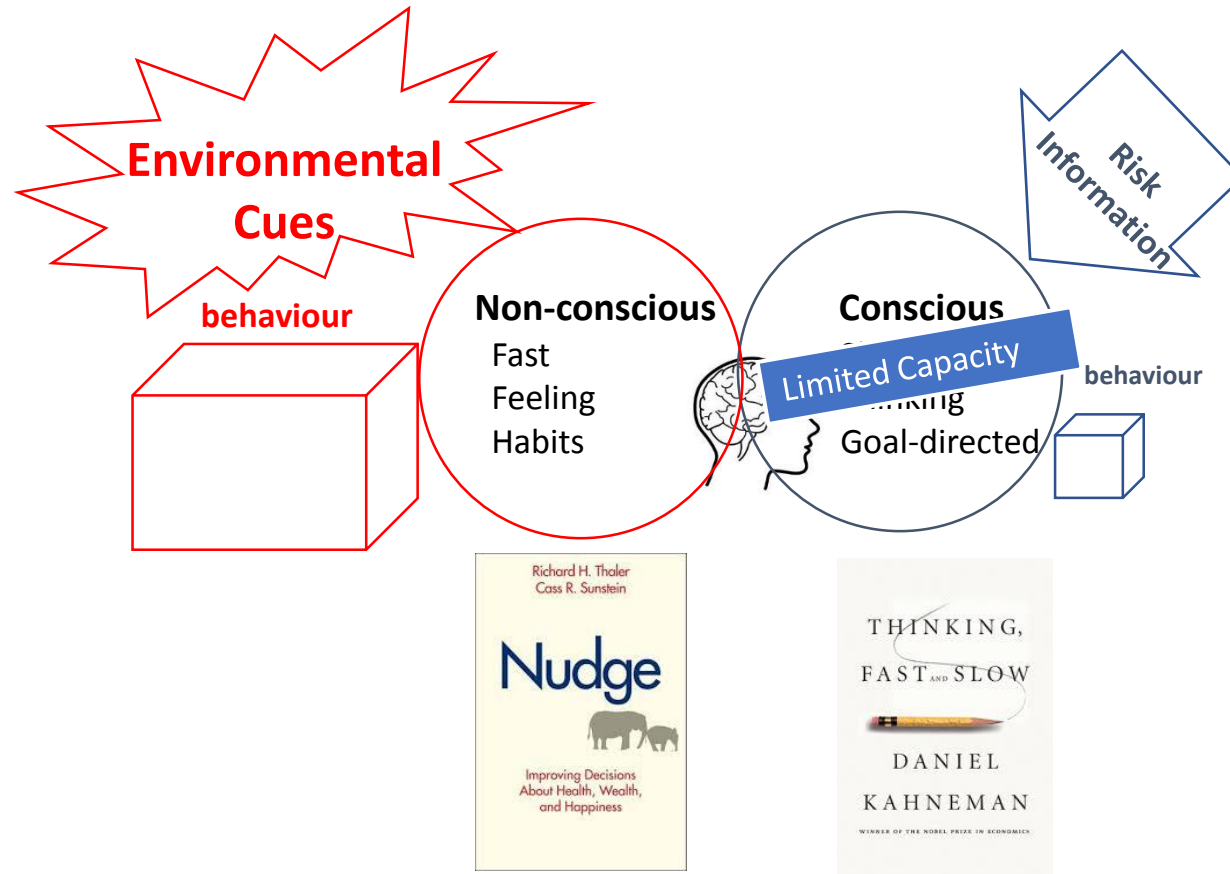 Environmental
Cues
Risk
Information
behaviour
Non-conscious
Fast
Feeling
Habits
Conscious
Limited Capacity
Goal-directed
behaviour
Richard H. Thaler
Cass R. Sunstein
Nudge
Improving Decisions
About Health, Wealth,
and Happiness
THINKING,
FAST AND SLOW
DANIEL
KAHNEMAN
WINNER OF THE NOBEL PRIZE IN ECONOMICS